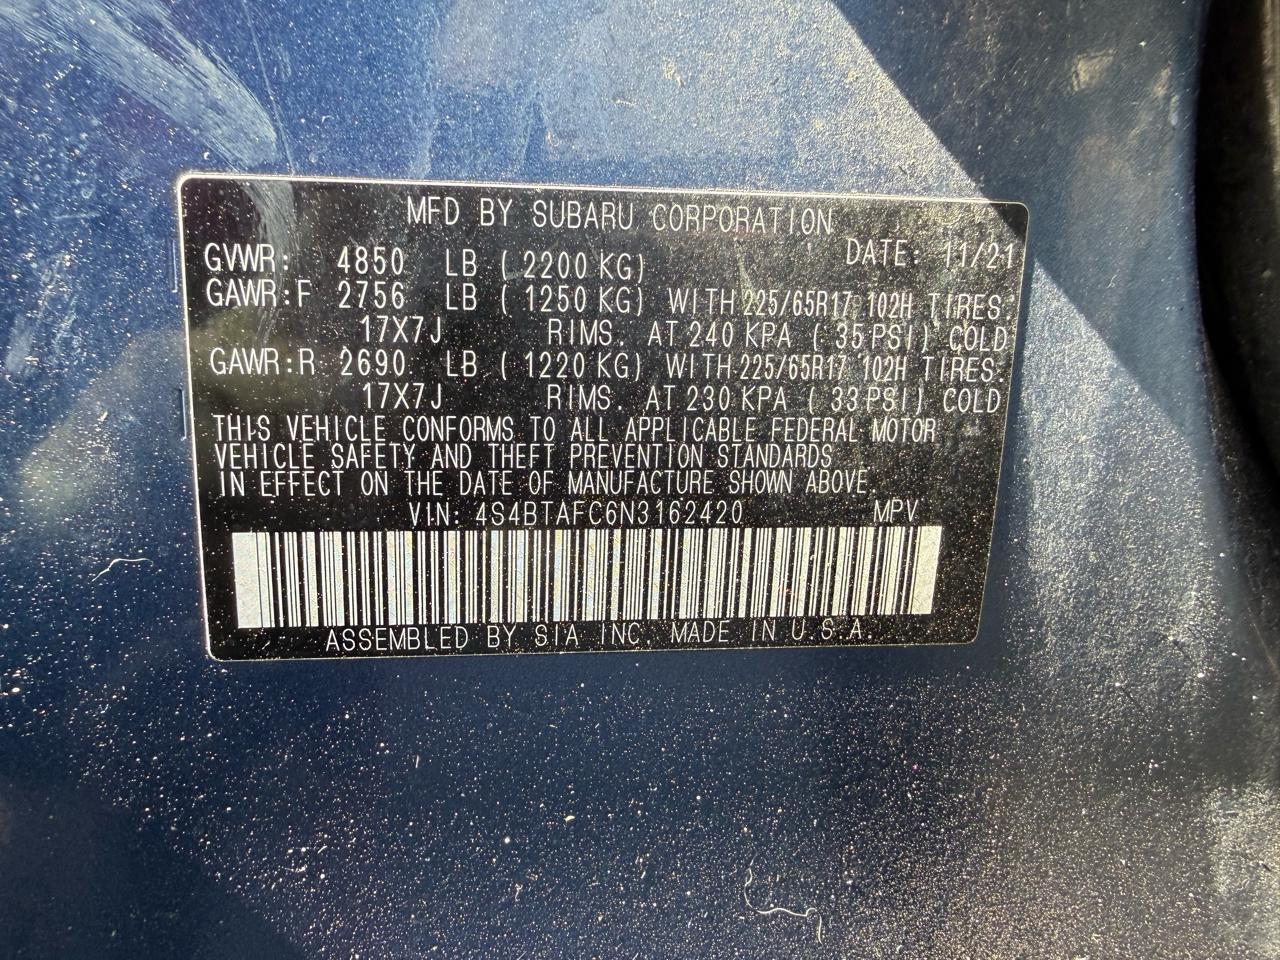 MFD BY SUBARU CORPORATION
DATE: 11/21
GVWR: 4850 LB (2200 KG)
GAWR:F 2756 LB (1250 KG) WITH 225/65R17 102H TIRES.
17X7J RIMS. AT 240 KPA (35 PSI) COLD
GAWR:R 2690 LB (1220 KG) WITH 225/65R17 102H TIRES.
17X7J RIMS. AT 230 KPA (33 PSI) COLD
THIS VEHICLE CONFORMS TO ALL APPLICABLE FEDERAL MOTOR
VEHICLE SAFETY AND THEFT PREVENTION STANDARDS
IN EFFECT ON THE DATE OF MANUFACTURE SHOWN ABOVE.
VIN: 4S4BTAFC6N3162420 MPV
ASSEMBLED BY SIA INC. MADE IN U.S.A.